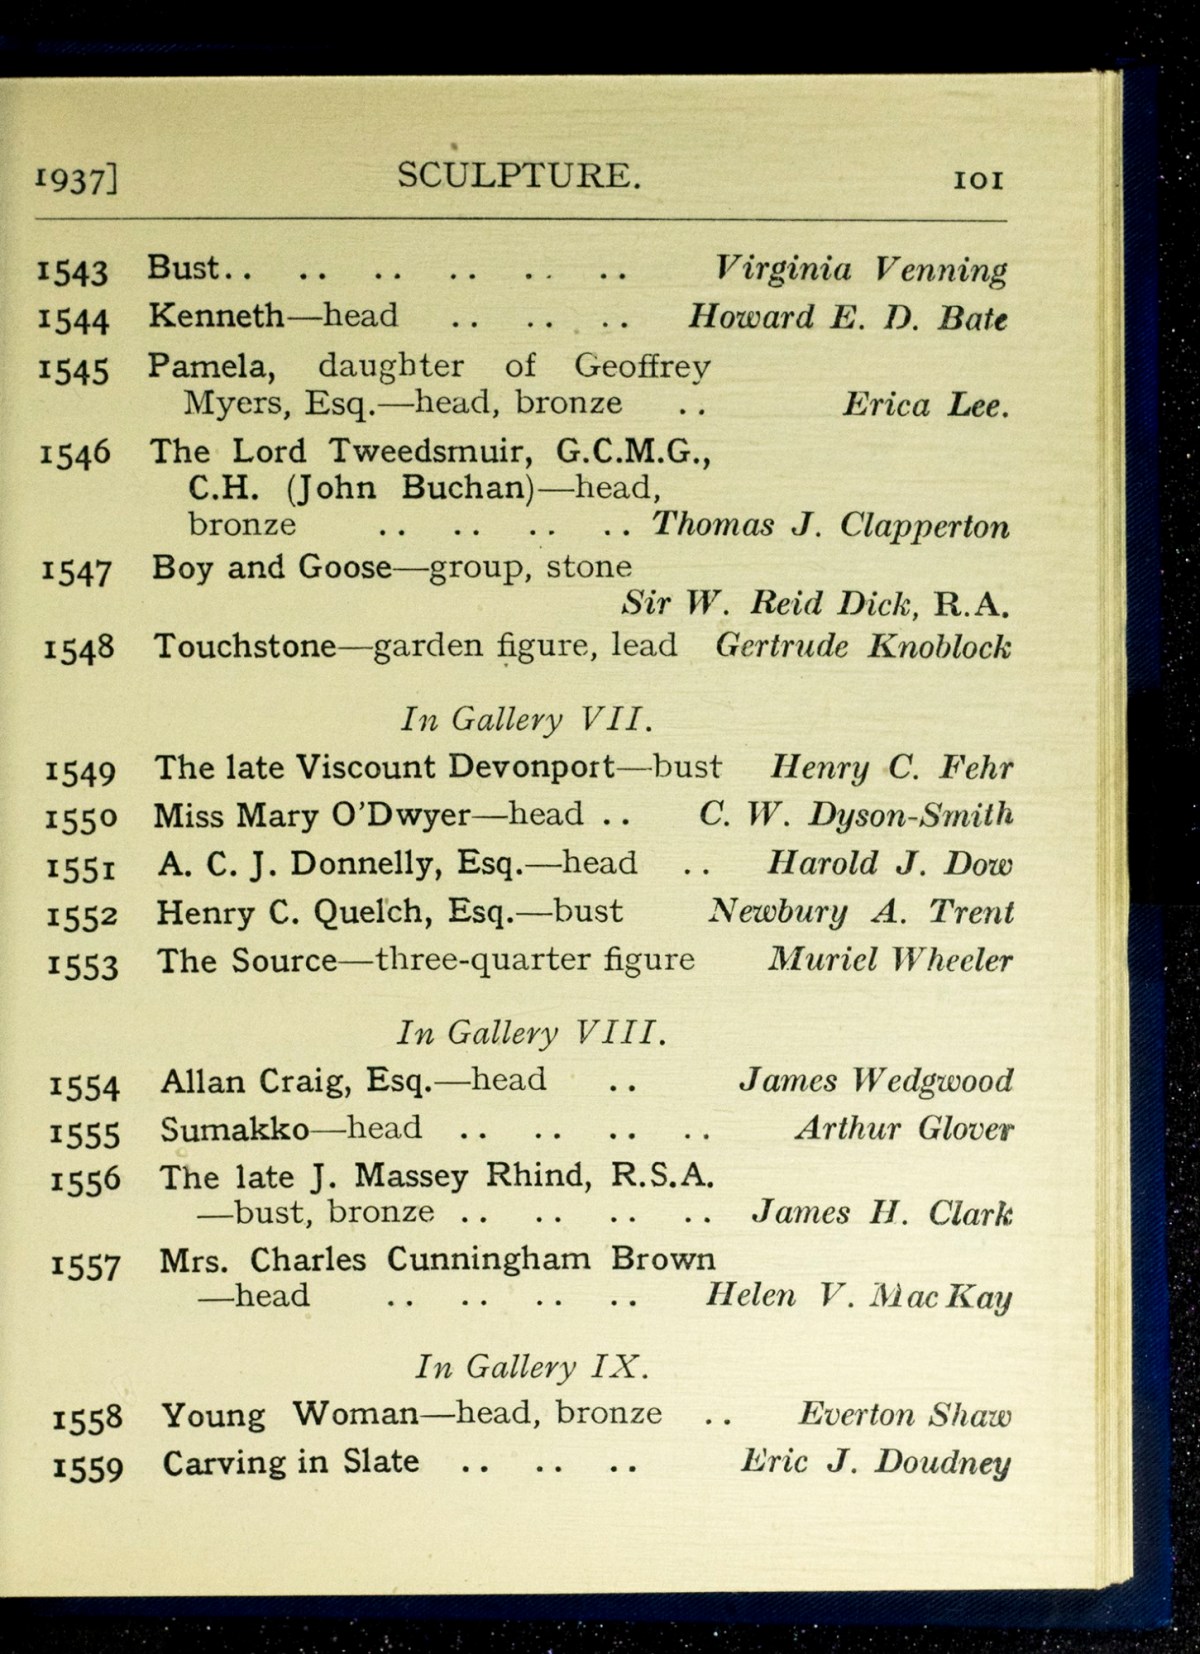 1937] SCULPTURE. 101
1543 Bust.. .. .. .. .. .. Virginia Venning
1544 Kenneth—head .. .. .. Howard E. D. Bate
1545 Pamela, daughter of Geoffrey
Myers, Esq.—head, bronze .. Erica Lee.
1546 The Lord Tweedsmuir, G.C.M.G.,
C.H. (John Buchan)—head,
bronze .. .. .. .. Thomas J. Clapperton
1547 Boy and Goose—group, stone
Sir W. Reid Dick, R.A.
1548 Touchstone—garden figure, lead Gertrude Knoblock
In Gallery VII.
1549 The late Viscount Devonport—bust Henry C. Fehr
1550 Miss Mary O'Dwyer—head .. C. W. Dyson-Smith
1551 A. C. J. Donnelly, Esq.—head .. Harold J. Dow
1552 Henry C. Quelch, Esq.—bust Newbury A. Trent
1553 The Source—three-quarter figure Muriel Wheeler
In Gallery VIII.
1554 Allan Craig, Esq.—head .. James Wedgwood
1555 Sumakko—head .. .. .. .. Arthur Glover
1556 The late J. Massey Rhind, R.S.A.
—bust, bronze .. .. .. .. James H. Clark
1557 Mrs. Charles Cunningham Brown
—head .. .. .. .. Helen V. MacKay
In Gallery IX.
1558 Young Woman—head, bronze .. Everton Shaw
1559 Carving in Slate .. .. .. Eric J. Doudney